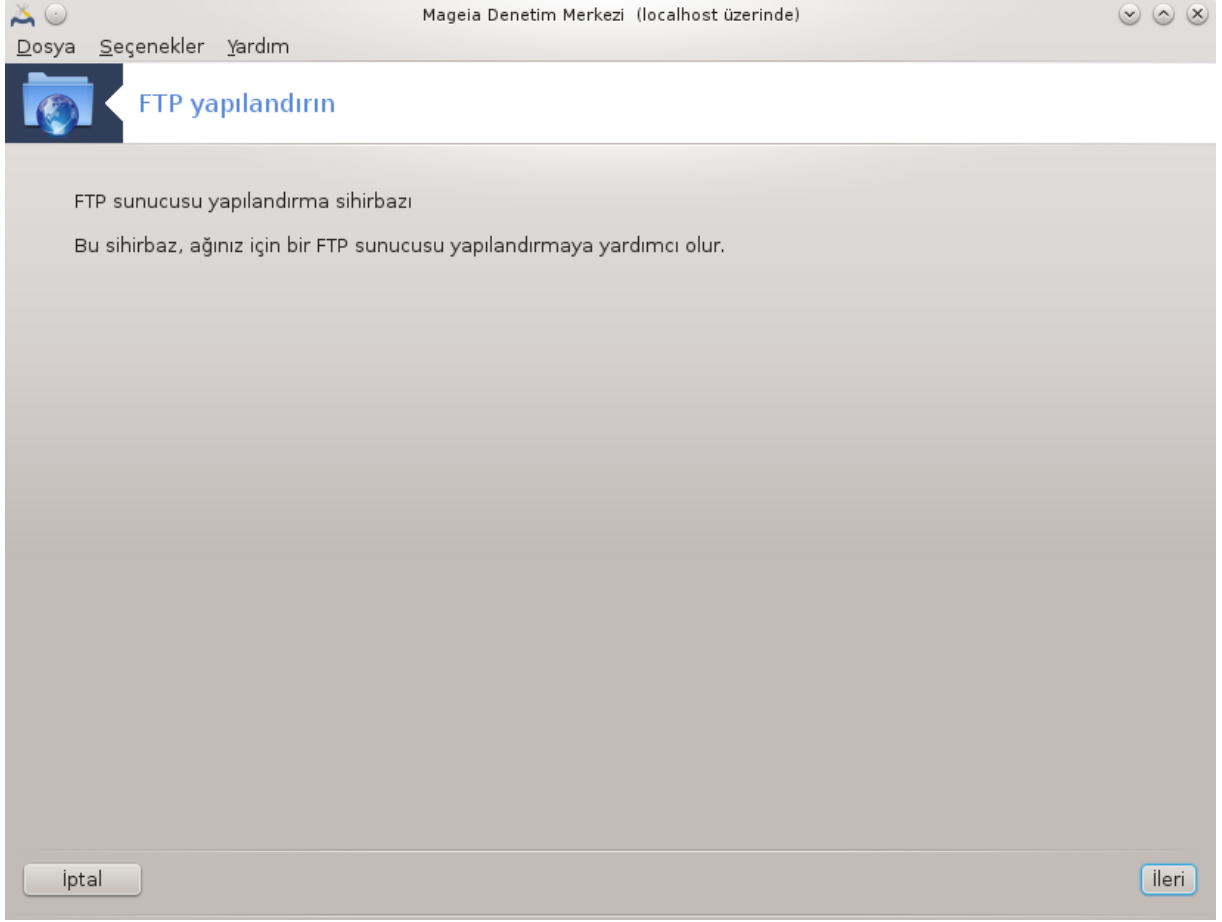 Mageia Denetim Merkezi (localhost üzerinde)
Dosya Seçenekler Yardım
FTP yapılandırın
FTP sunucusu yapılandırma sihirbazı
Bu sihirbaz, ağınız için bir FTP sunucusu yapılandırmaya yardımcı olur.
İptal
İleri